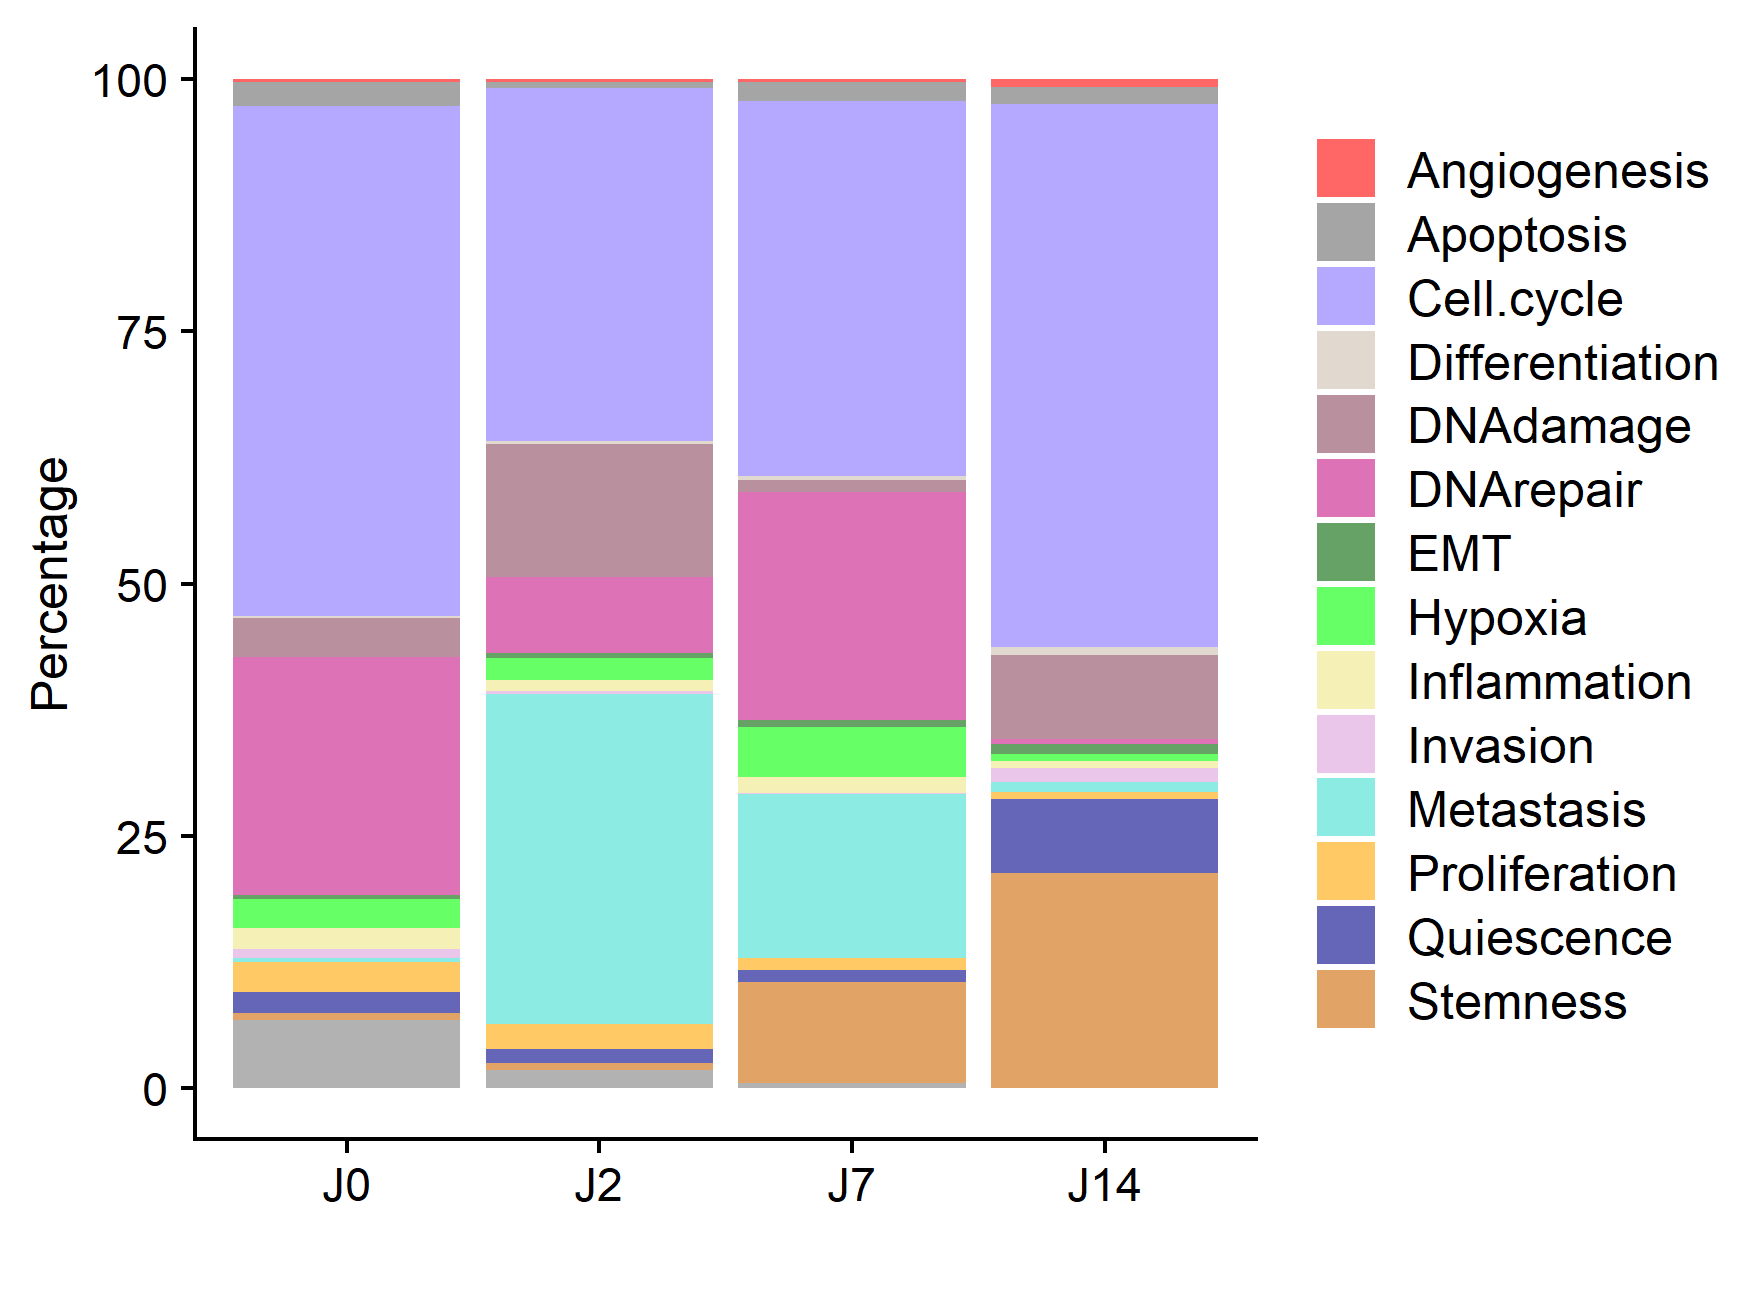 Percentage
100
75
50
25
0
J0
J2
J7
J14
Angiogenesis
Apoptosis
Cell.cycle
Differentiation
DNAdamage
DNArepair
EMT
Hypoxia
Inflammation
Invasion
Metastasis
Proliferation
Quiescence
Stemness